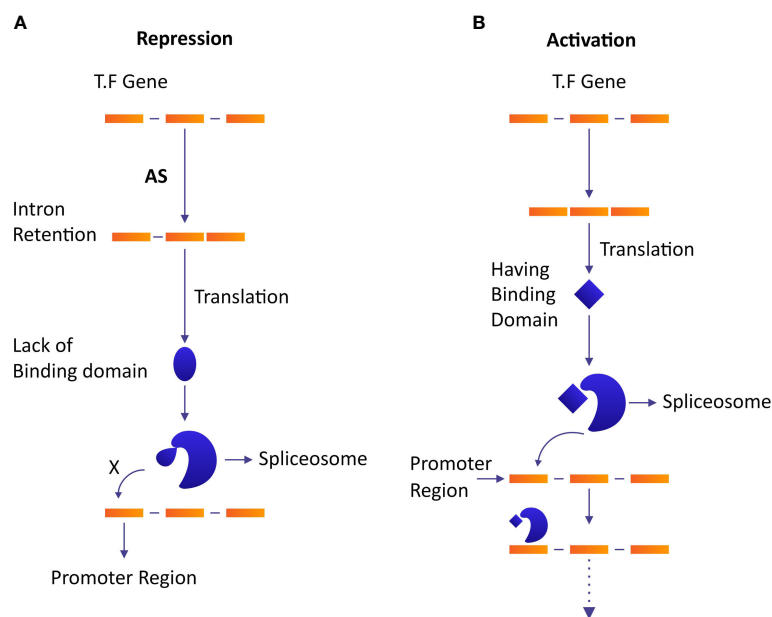 A
Repression
T.F Gene
AS
Intron
Retention
Translation
Lack of
Binding domain
X
Spliceosome
Promoter Region
B
Activation
T.F Gene
Translation
Having
Binding
Domain
Spliceosome
Promoter
Region